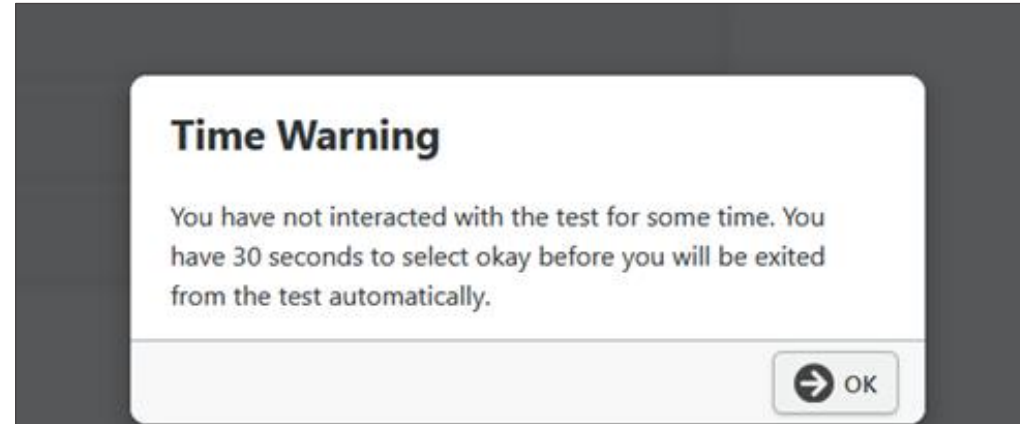 Time Warning
You have not interacted with the test for some time. You
have 30 seconds to select okay before you will be exited
from the test automatically.
OK